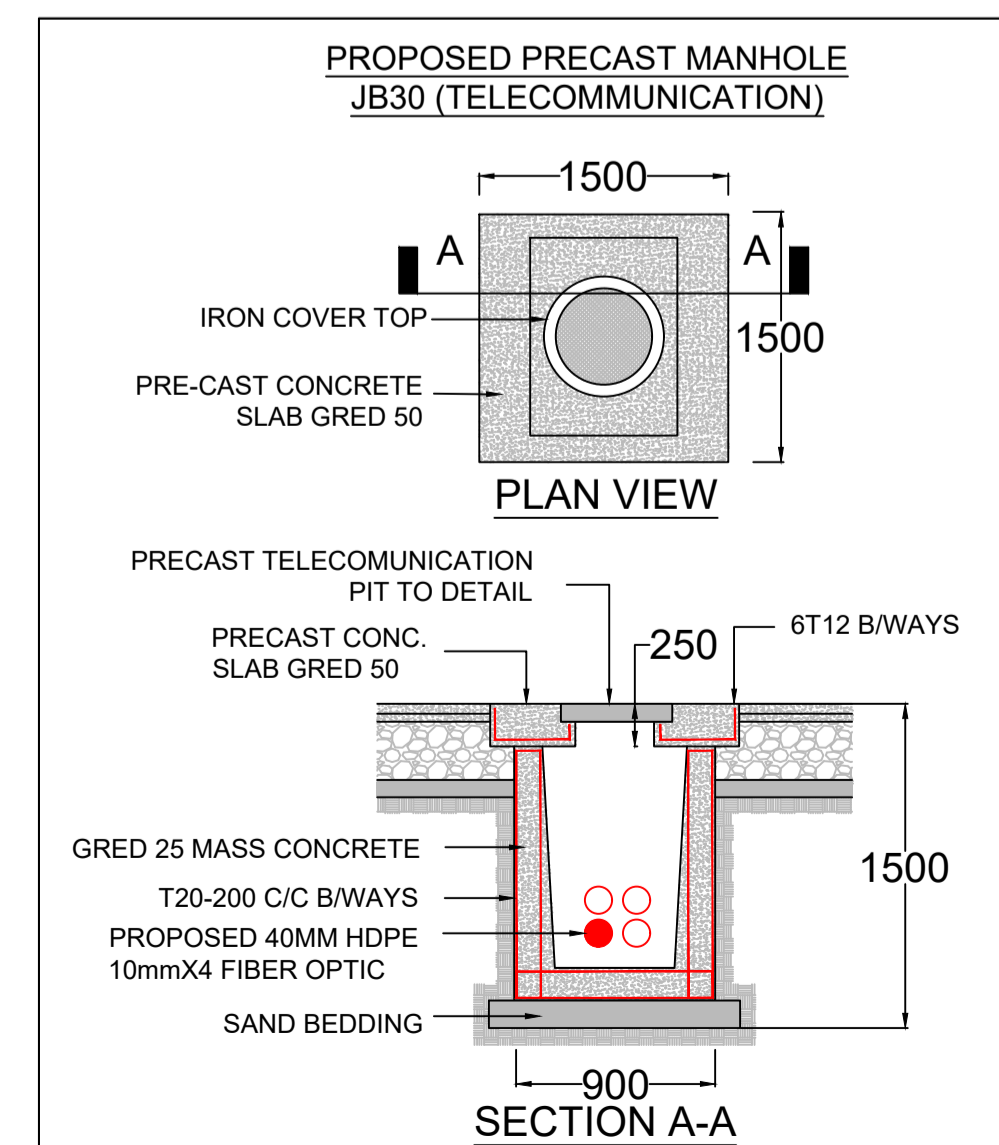 PROPOSED PRECAST MANHOLE
JB30 (TELECOMMUNICATION)
1500
A
A
1500
IRON COVER TOP
PRE-CAST CONCRETE
SLAB GRED 50
PLAN VIEW
PRECAST TELECOMUNICATION
PIT TO DETAIL
PRECAST CONC.
SLAB GRED 50
250
6T12 B/WAYS
GRED 25 MASS CONCRETE
1500
T20-200 C/C B/WAYS
PROPOSED 40MM HDPE
10mmX4 FIBER OPTIC
SAND BEDDING
900
SECTION A-A